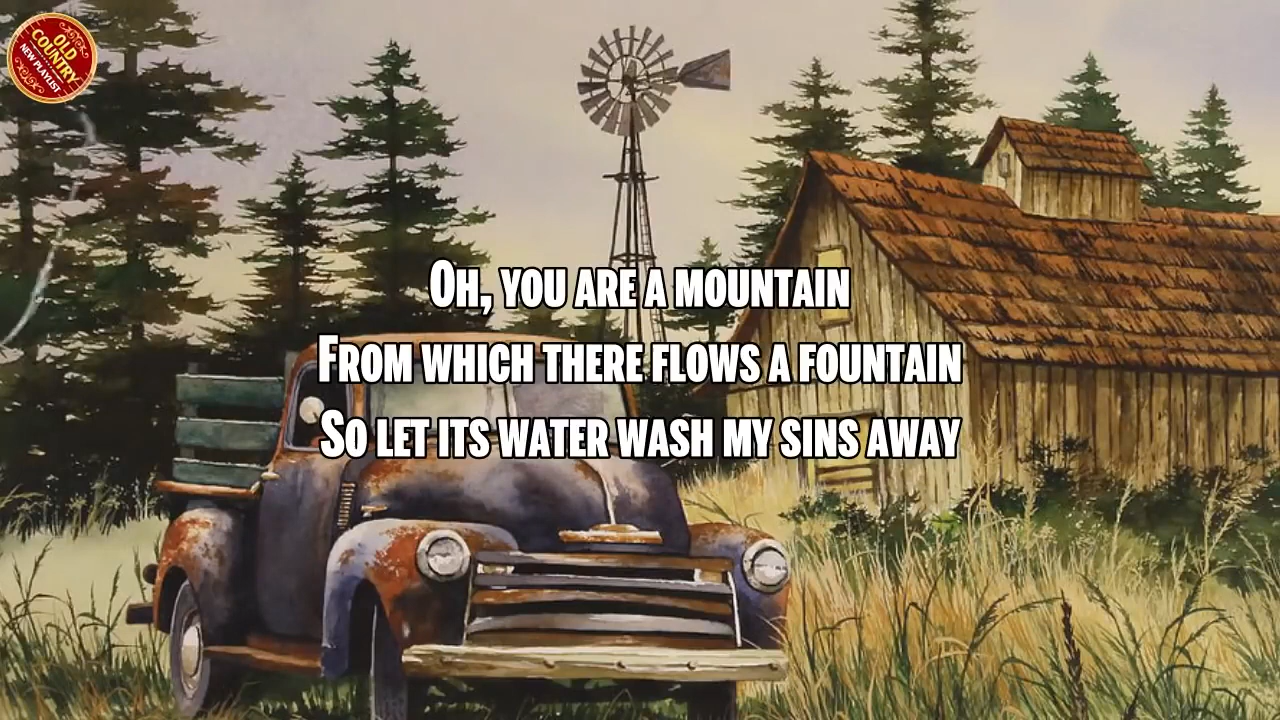 OLD
COUNTRY
NEW PLAYLIST
OH, YOU ARE A MOUNTAIN
FROM WHICH THERE FLOWS A FOUNTAIN
SO LET ITS WATER WASH MY SINS AWAY